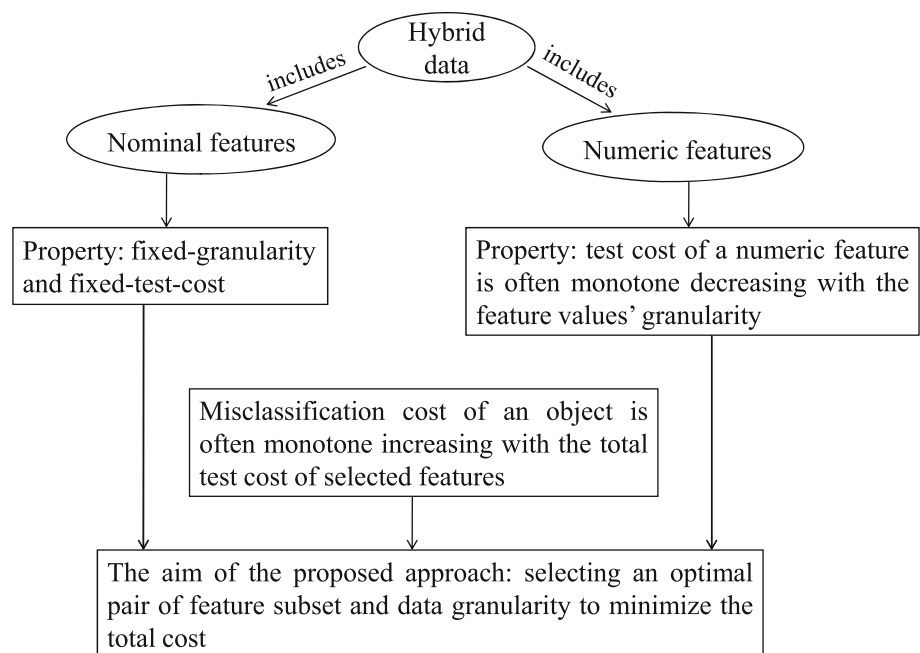 Hybrid
data
includes
includes
Nominal features
Numeric features
Property: fixed-granularity
and fixed-test-cost
Property: test cost of a numeric feature
is often monotone decreasing with the
feature values' granularity
Misclassification cost of an object is
often monotone increasing with the total
test cost of selected features
The aim of the proposed approach: selecting an optimal
pair of feature subset and data granularity to minimize the
total cost